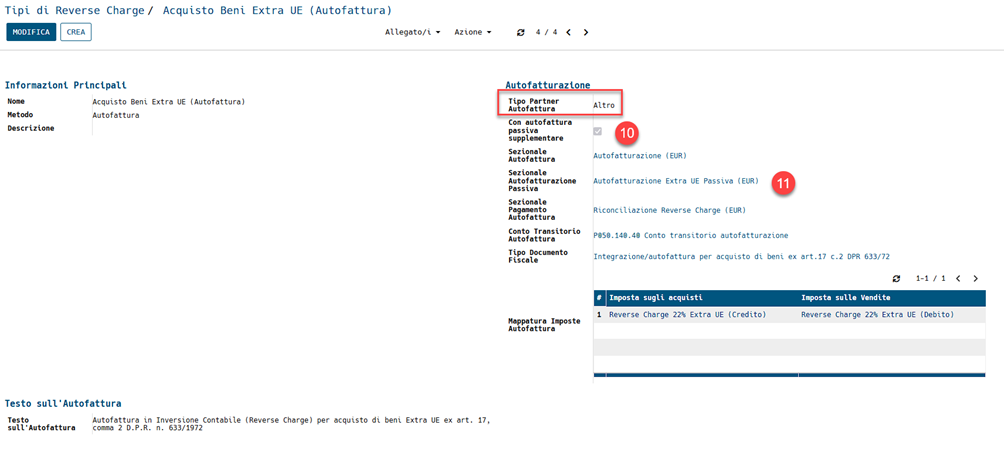 Tipi di Reverse Charge / Acquisto Beni Extra UE (Autofattura)
MODIFICA CREA Allegato/i Azione 4 / 4
Informazioni Principali
Nome Acquisto Beni Extra UE (Autofattura)
Metodo Autofattura
Descrizione
Autofatturazione
Tipo Partner
Autofattura
Altro
Con autofattura
passiva
supplementare
10
Sezionale
Autofattura
Autofatturazione (EUR)
Sezionale
Autofatturazione
Passiva
Autofatturazione Extra UE Passiva (EUR)
11
Sezionale
Pagamento
Autofattura
Riconciliazione Reverse Charge (EUR)
Conto Transitorio
Autofattura
P050.140.40 Conto transitorio autofatturazione
Tipo Documento
Fiscale
Integrazione/autofattura per acquisto di beni ex art.17 c.2 DPR 633/72
1-1 / 1
Mappatura Imposte
Autofattura
# Imposta sugli acquisti Imposta sulle Vendite
1 Reverse Charge 22% Extra UE (Credito) Reverse Charge 22% Extra UE (Debito)
Testo sull'Autofattura
Testo
sull'Autofattura
Autofattura in Inversione Contabile (Reverse Charge) per acquisto di beni Extra UE ex art. 17,
comma 2 D.P.R. n. 633/1972